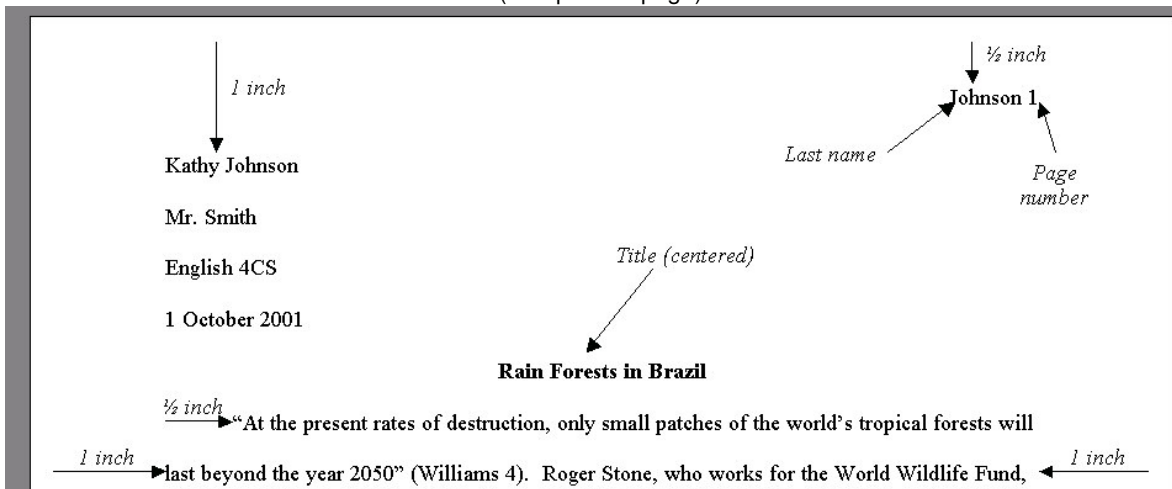 ½ inch
1 inch
Johnson 1
Last name
Kathy Johnson
Page
number
Mr. Smith
Title (centered)
English 4CS
1 October 2001
Rain Forests in Brazil
½ inch
“At the present rates of destruction, only small patches of the world’s tropical forests will
1 inch
last beyond the year 2050” (Williams 4).  Roger Stone, who works for the World Wildlife Fund,
1 inch